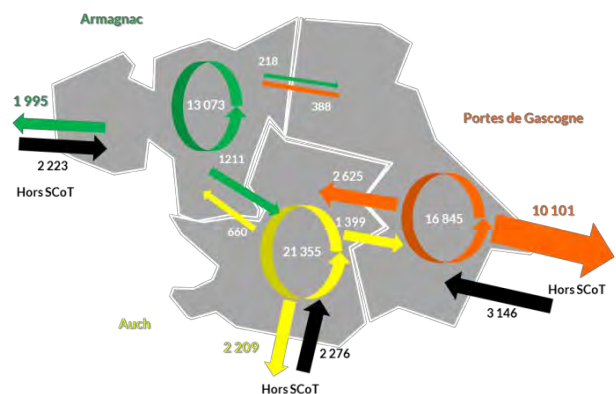 Armagnac
218
1 995
13 073
388
Portes de Gascogne
2 223
1211
2 625
Hors SCoT
10 101
1 399
16 845
660
21 355
Hors SCoT
3 146
Auch
2 209
2 276
Hors SCoT